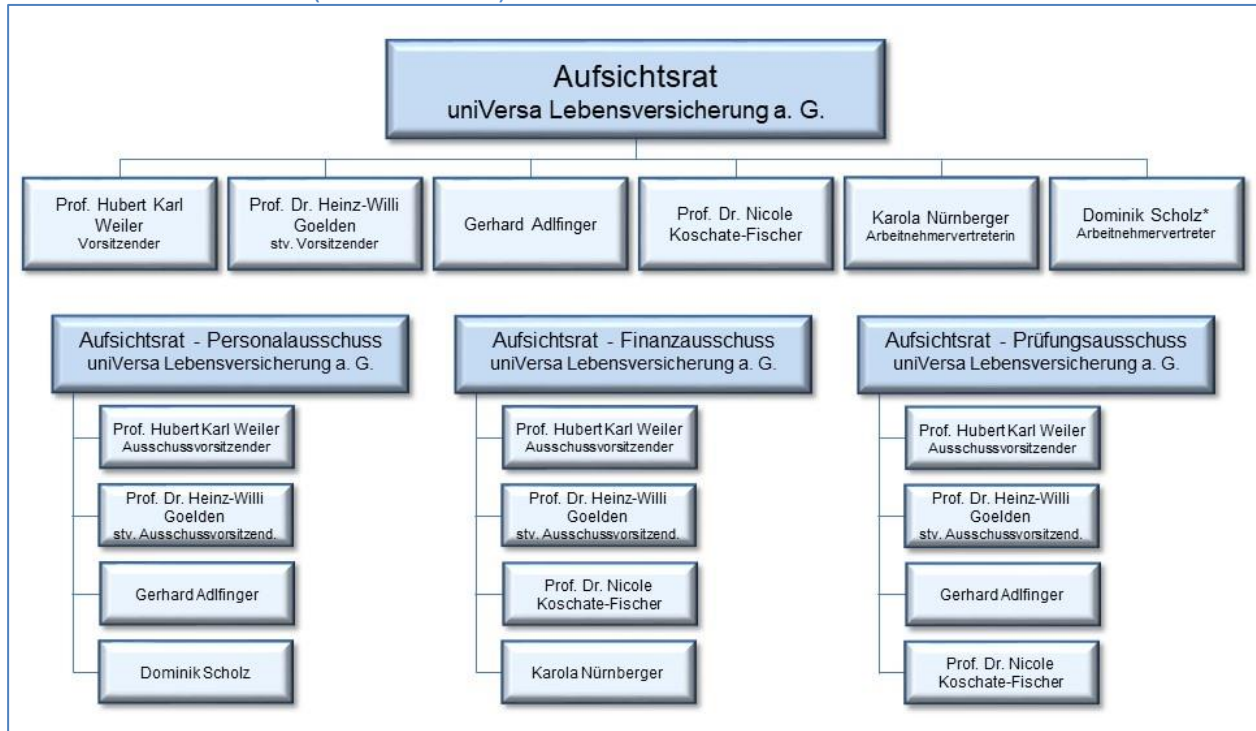 Aufsichtsrat
uniVersa Lebensversicherung a. G.
Prof. Hubert Karl
Weiler
Vorsitzender
Prof. Dr. Heinz-Willi
Goelden
stv. Vorsitzender
Gerhard Adlfinger
Prof. Dr. Nicole
Koschate-Fischer
Karola Nürnberger
Arbeitnehmervertreterin
Dominik Scholz*
Arbeitnehmervertreter
Aufsichtsrat - Personalausschuss
uniVersa Lebensversicherung a. G.
Prof. Hubert Karl Weiler
Ausschussvorsitzender
Prof. Dr. Heinz-Willi
Goelden
stv. Ausschussvorsitzend.
Gerhard Adlfinger
Dominik Scholz
Aufsichtsrat - Finanzausschuss
uniVersa Lebensversicherung a. G.
Prof. Hubert Karl Weiler
Ausschussvorsitzender
Prof. Dr. Heinz-Willi
Goelden
stv. Ausschussvorsitzend.
Prof. Dr. Nicole
Koschate-Fischer
Karola Nürnberger
Aufsichtsrat - Prüfungsausschuss
uniVersa Lebensversicherung a. G.
Prof. Hubert Karl Weiler
Ausschussvorsitzender
Prof. Dr. Heinz-Willi
Goelden
stv. Ausschussvorsitzend.
Gerhard Adlfinger
Prof. Dr. Nicole
Koschate-Fischer